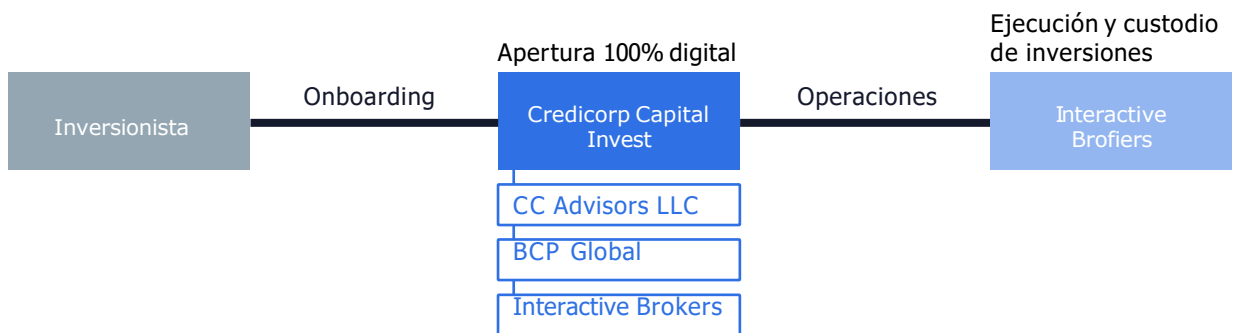 Ejecución y custodio
de inversiones
Apertura 100% digital
Inversionista
Onboarding
Credicorp Capital
Invest
Operaciones
Interactive
Brofiers
CC Advisors LLC
BCP Global
Interactive Brokers